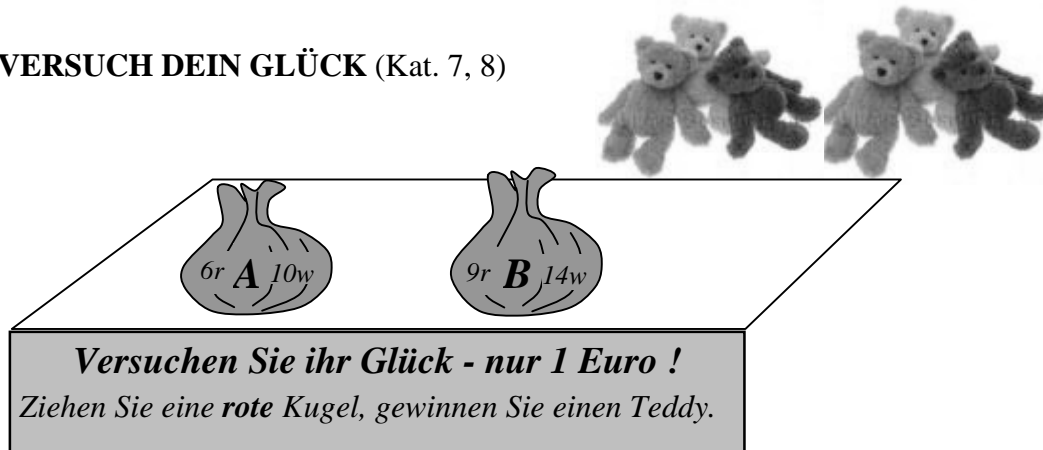 VERSUCH DEIN GLÜCK (Kat. 7, 8)
6r A 10w
9r B 14w
Versuchen Sie ihr Glück - nur 1 Euro !
Ziehen Sie eine rote Kugel, gewinnen Sie einen Teddy.